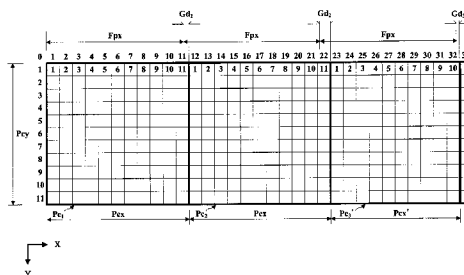 Gd₁ Gd₂ Gd₂
Fpx Fpx Fpx
0 1 2 3 4 5 6 7 8 9 10 11 12 13 14 15 16 17 18 19 20 21 22 23 24 25 26 27 28 29 30 31 32
1 1 2 3 4 5 6 7 8 9 10 11 1 2 3 4 5 6 7 8 9 10 11 1 2 3 4 5 6 7 8 9 10
2
3
4
5
Pcy
6
7
8
9
10
11
Pc₁ Pcx Pc₂ Pcx Pc₃' Pcx'
X
Y